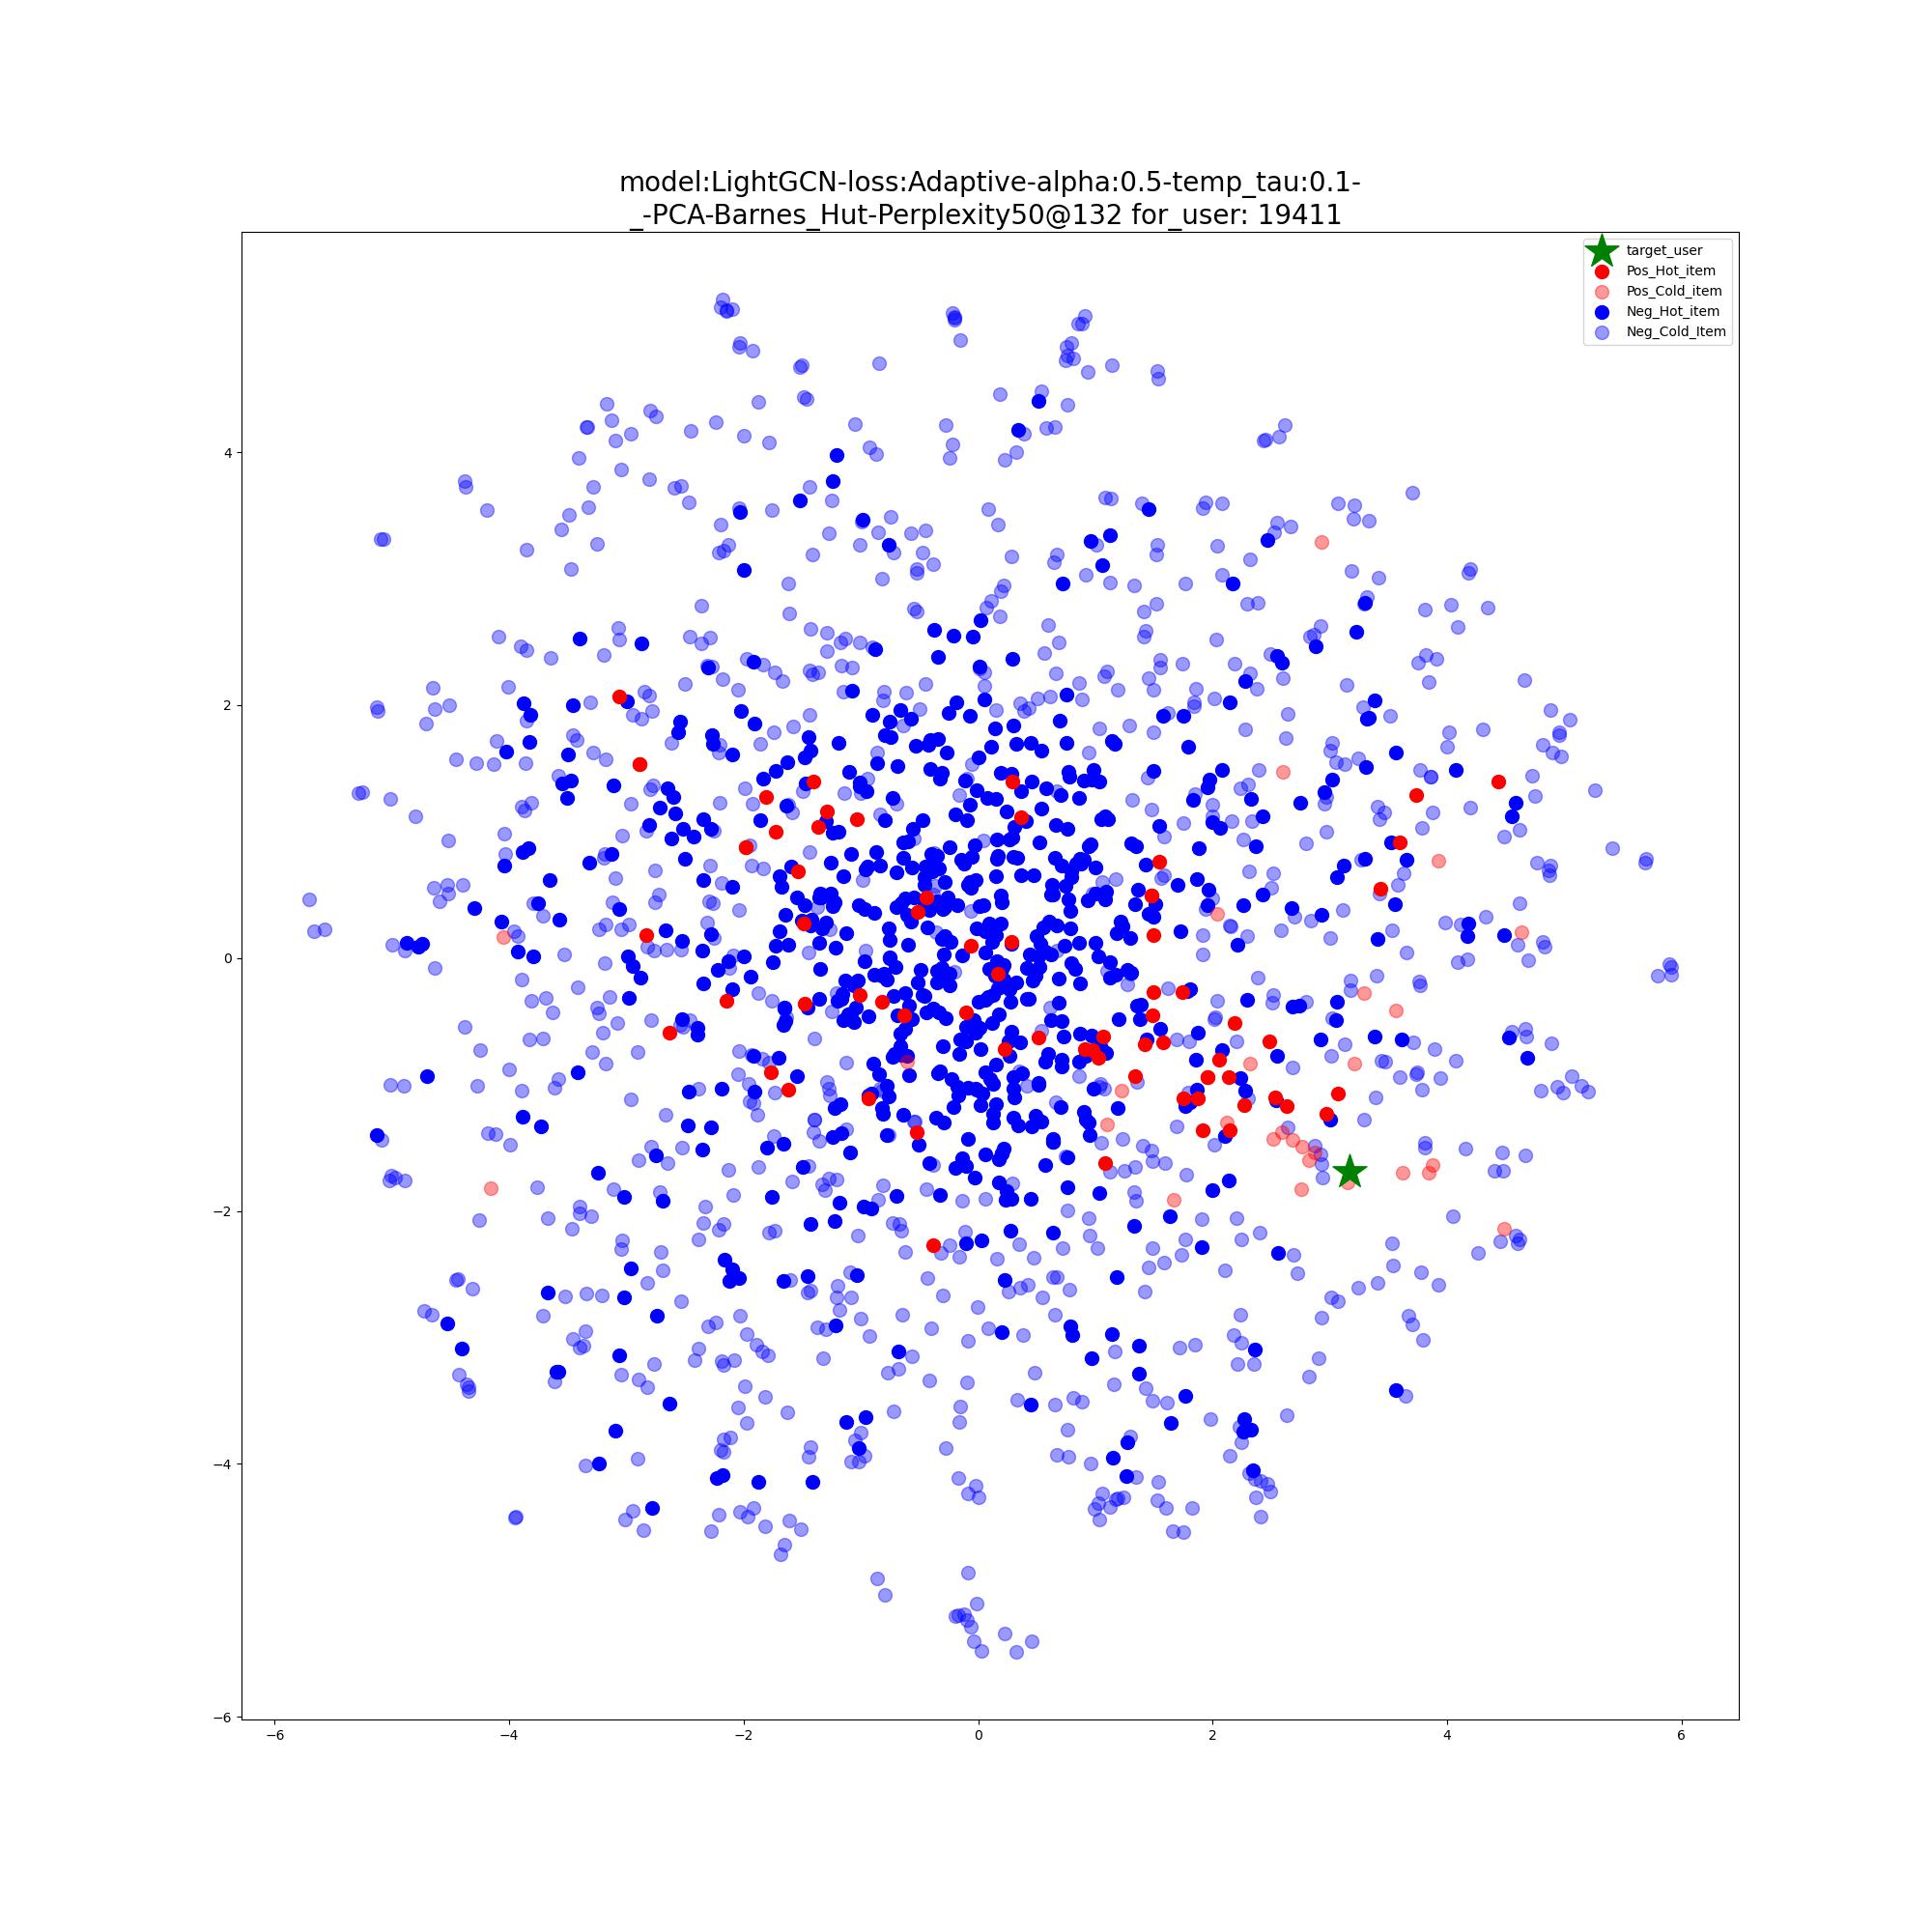 model:LightGCN-loss:Adaptive-alpha:0.5-temp_tau:0.1-
_-PCA-Barnes_Hut-Perplexity50@132 for_user: 19411
target_user
Pos_Hot_item
Pos_Cold_item
Neg_Hot_item
Neg_Cold_Item
4
2
0
−2
−4
−6
−6
−4
−2
0
2
4
6